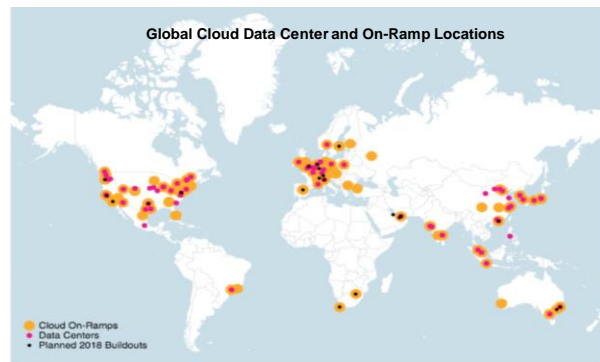 Global Cloud Data Center and On-Ramp Locations
Cloud On-Ramps
Data Centers
Planned 2018 Buildouts